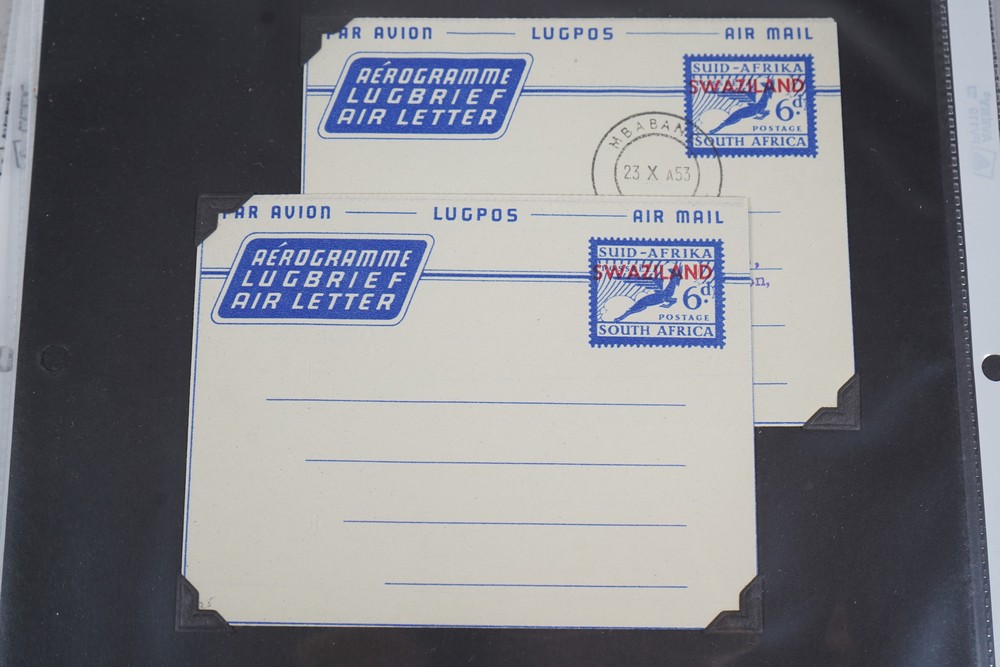 PAR AVION LUGPOS AIR MAIL
AÉROGRAMME
LUGBRIEF
AIR LETTER
SUID-AFRIKA
SWAZILAND
6d.
POSTAGE
SOUTH AFRICA
23 X A53
PAR AVION LUGPOS AIR MAIL
AÉROGRAMME
LUGBRIEF
AIR LETTER
SUID-AFRIKA
SWAZILAND
6d.
POSTAGE
SOUTH AFRICA